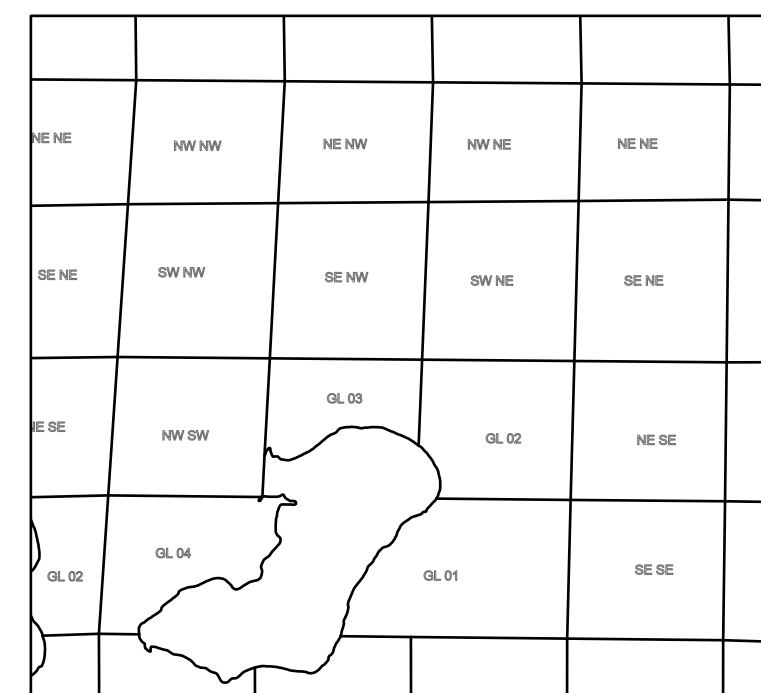 NE NE
NW NW
NE NW
NW NE
NE NE
SE NE
SW NW
SE NW
SW NE
SE NE
NE SE
NW SW
GL 03
GL 02
NE SE
GL 02
GL 04
GL 01
SE SE